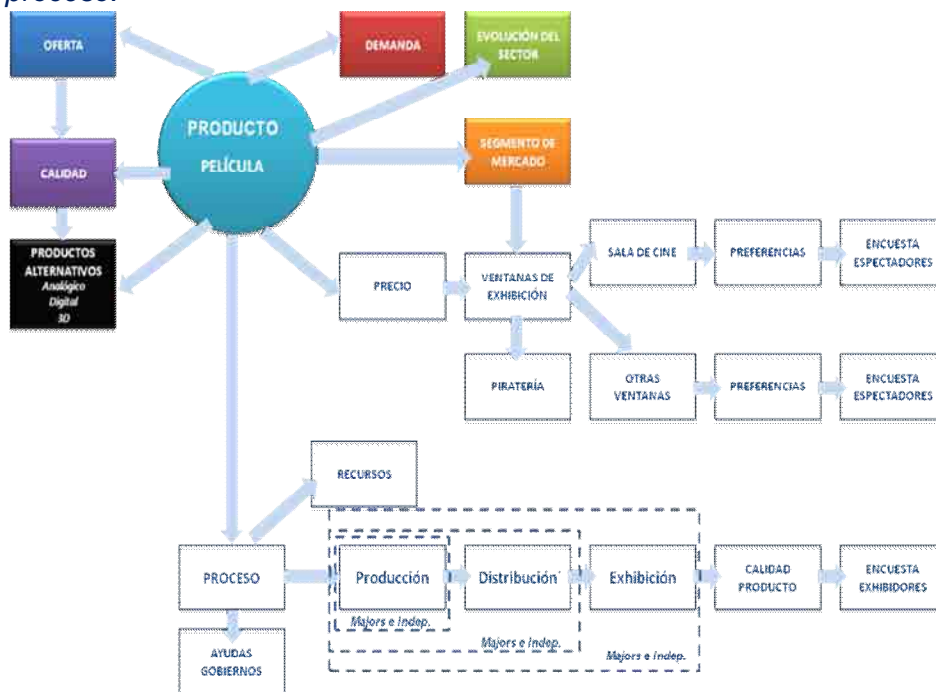 proceso.
OFERTA
DEMANDA
EVOLUCIÓN DEL
SECTOR
PRODUCTO
PELÍCULA
CALIDAD
SEGMENTO DE
MERCADO
PRODUCTOS
ALTERNATIVOS
Analógico
Digital
3D
PRECIO
VENTANAS DE
EXHIBICIÓN
SALA DE CINE
PREFERENCIAS
ENCUESTA
ESPECTADORES
PIRATERÍA
OTRAS
VENTANAS
PREFERENCIAS
ENCUESTA
ESPECTADORES
RECURSOS
PROCESO
Producción
Distribución
Exhibición
CALIDAD
PRODUCTO
ENCUESTA
EXHIBIDORES
Majors e Indep.
Majors e Indep.
Majors e Indep.
AYUDAS
GOBIERNOS